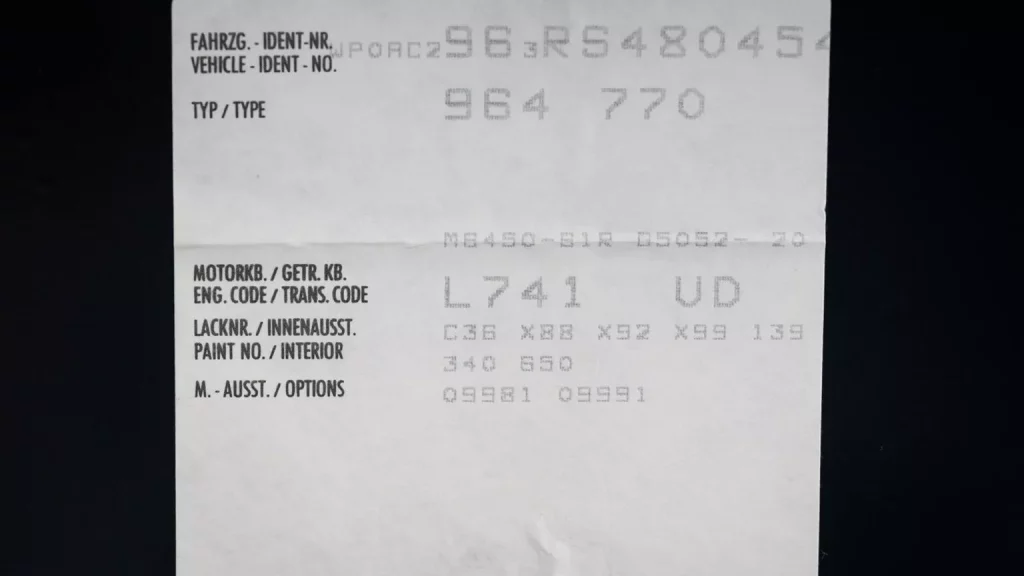 FAHRZG. - IDENT-NR. WP0AC2963RS480454
VEHICLE - IDENT - NO.
TYP / TYPE 964 770
M6450-61R D5052- 20
MOTORKB. / GETR. KB.
ENG. CODE / TRANS. CODE L741 UD
LACKNR. / INNENAUSST. C36 X88 X92 X99 139
PAINT NO. / INTERIOR 340 650
M. - AUSST. / OPTIONS 09981 09991